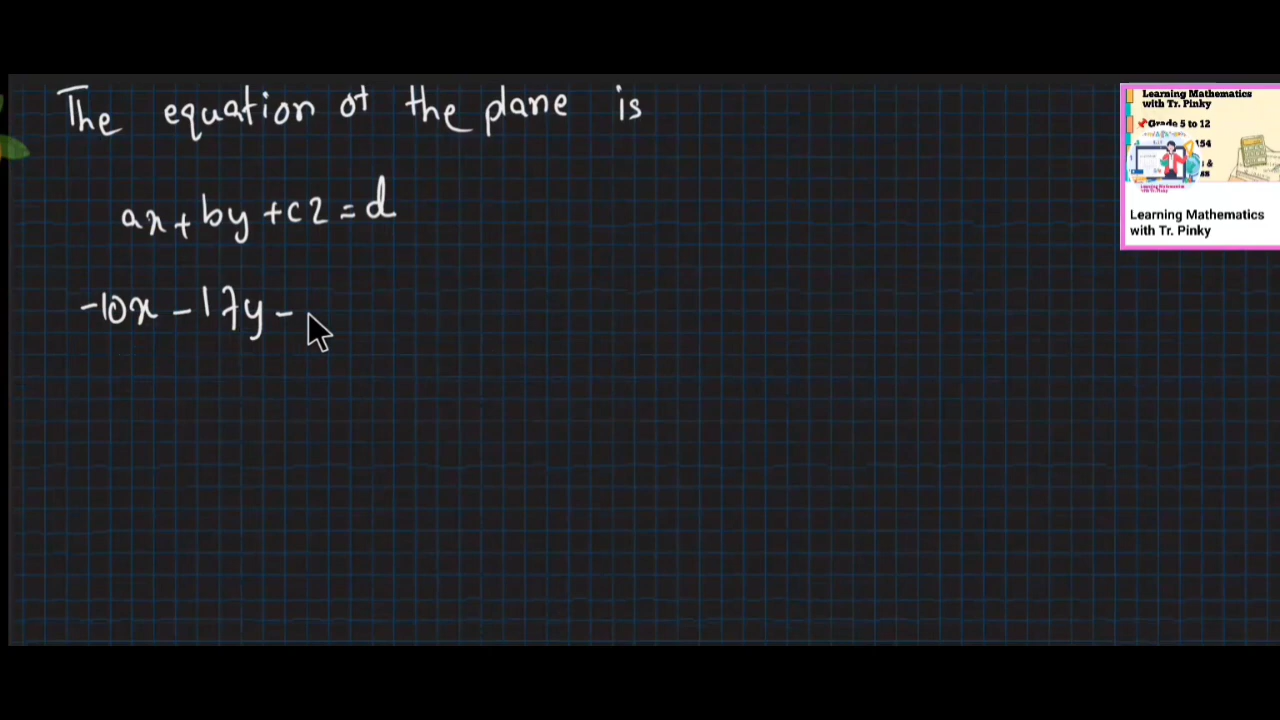 The equation of the plane is
ax + by + cz = d
-10x - 17y -
Learning Mathematics
with Tr. Pinky
Grade 5 to 12
154
&
Learning Mathematics
with Tr. Pinky